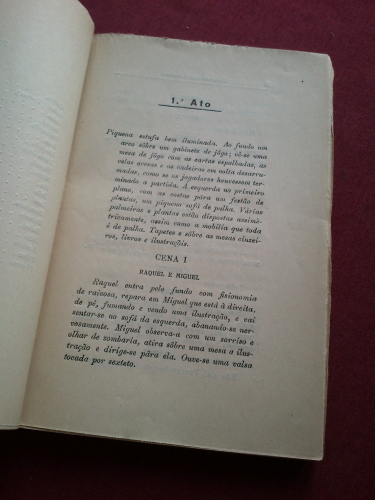 1.º Ato
Piquena estufa bem iluminada. Ao fundo um
arco sôbre um gabinete de jôgo; vê-se uma
mesa de jôgo com as cartas espalhadas, as
velas acesas e as cadeiras em volta desarru-
madas, como se os jogadores houvessem ter-
minado a partida. A esquerda no primeiro
plano, com as costas para um festão de
plantas, um piqueno sofá de palha. Várias
palmeiras e plantas estão dispostas assimè-
tricamente, assim como a mobília que toda
é de palha. Tapetes e sôbre as mesas cinzei-
ros, livros e ilustrações.
CENA I
RAQUEL E MIGUEL
Raquel entra pelo fundo com fisionomia
de raivosa, repara em Miguel que está à direita,
de pé, fumando e vendo uma ilustração, e vai
sentar-se no sofá da esquerda, abanando-se ner-
vosamente. Miguel observa-a com um sorriso e
olhar de zombaria, atira sôbre uma mesa a ilus-
tração e dirige-se pára ela. Ouve-se uma valsa
tocada por sexteto.